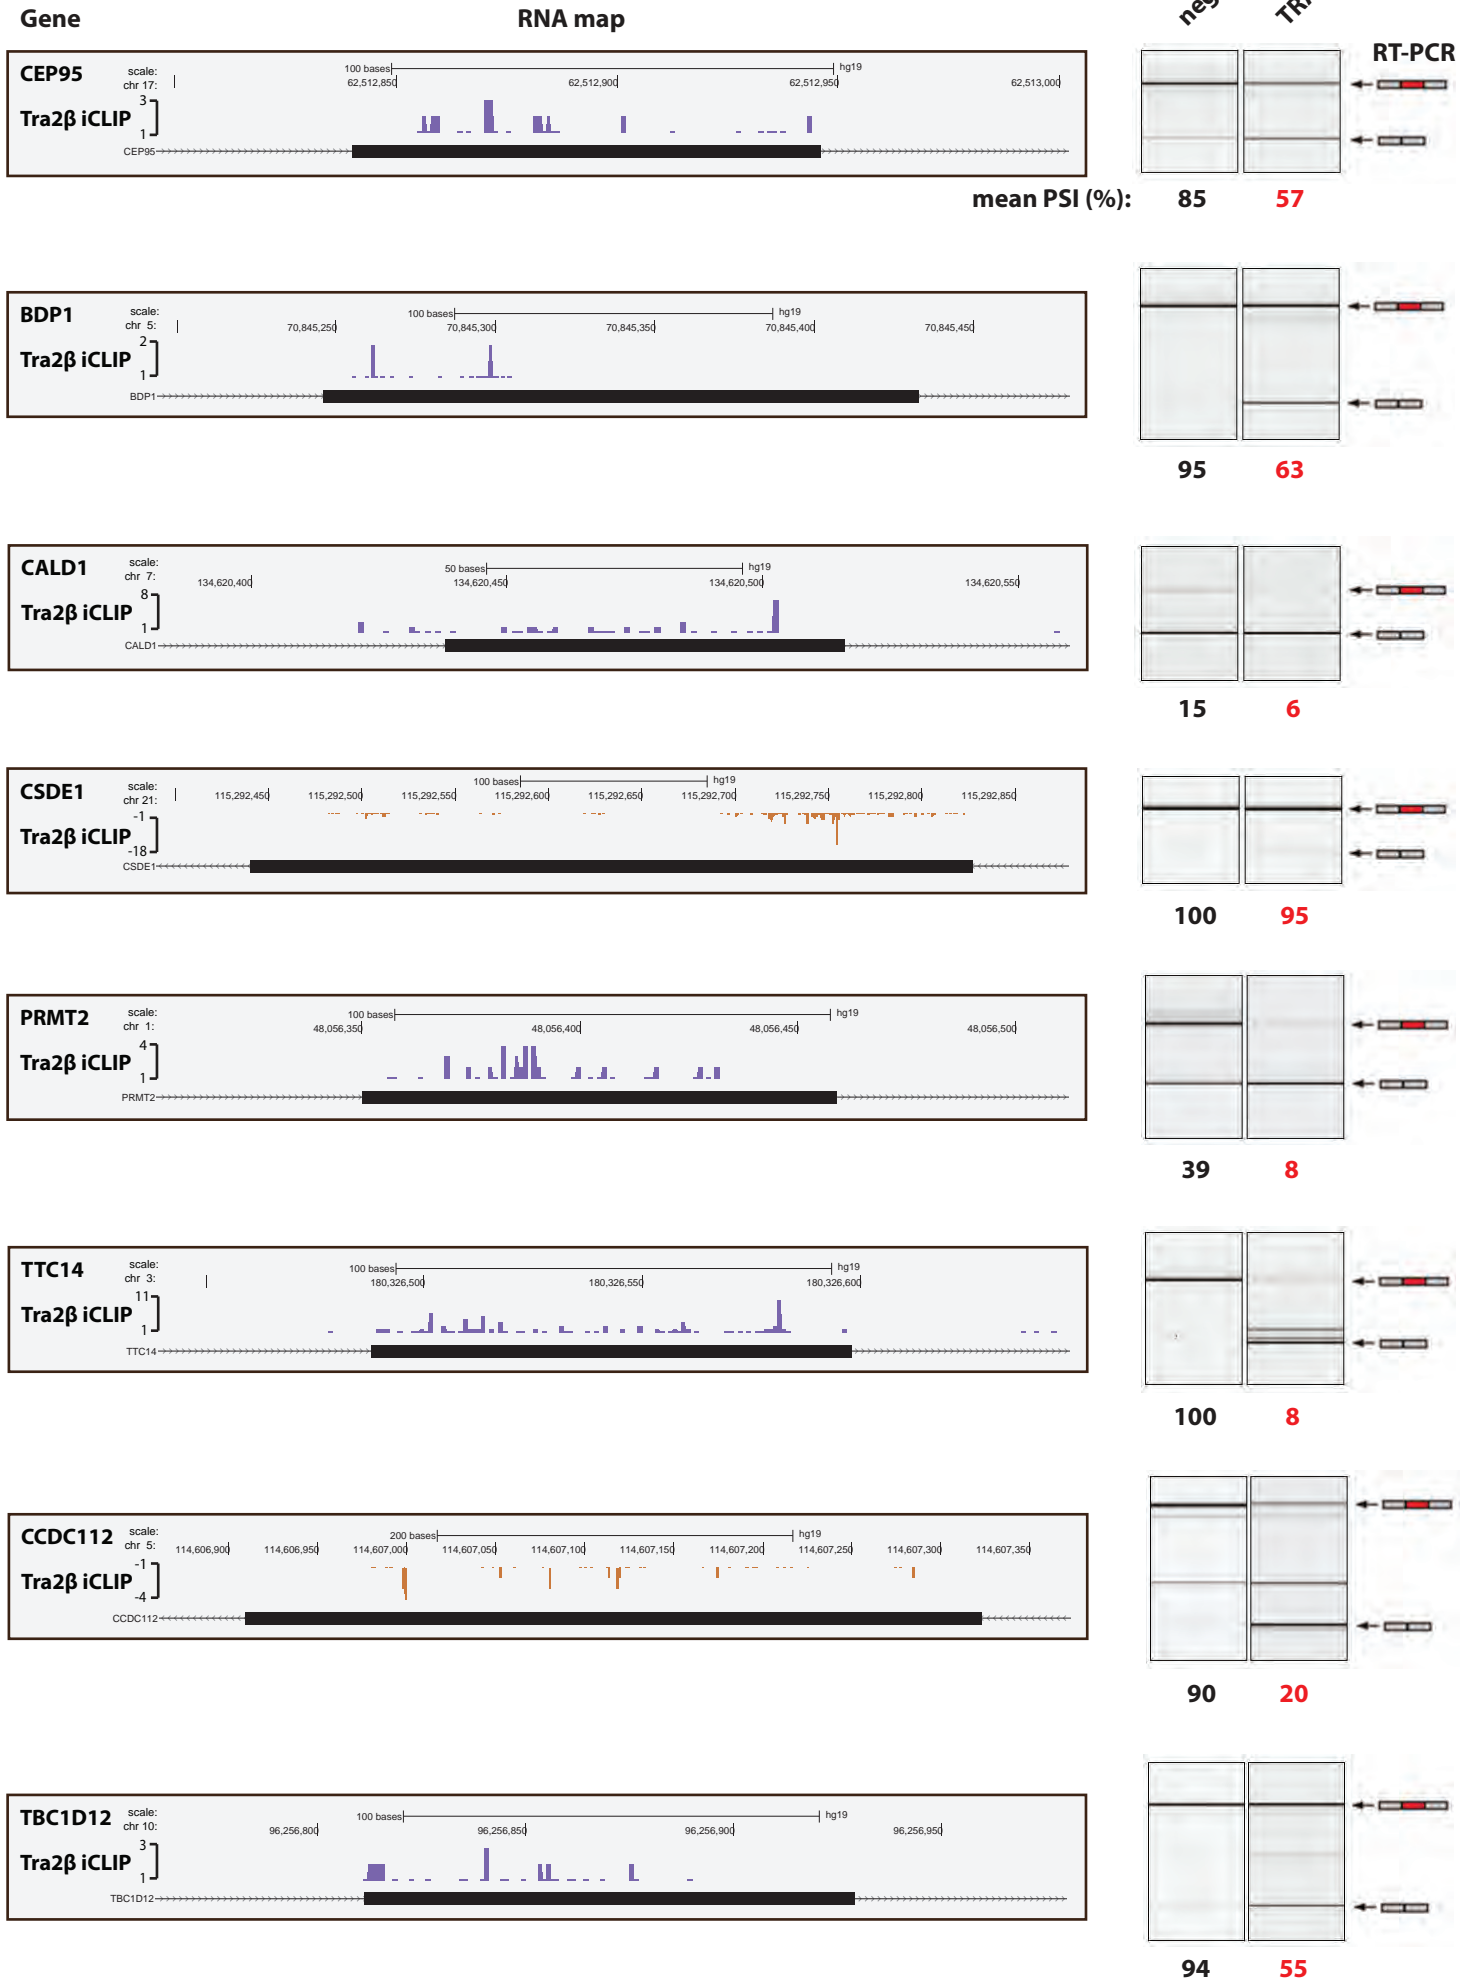 Gene RNA map neg TRA
RT-PCR
CEP95 scale: 100 bases hg19
chr 17: 62,512,850 62,512,900 62,512,950 63,513,000
Tra2β iCLIP 3
1
CEP95
mean PSI (%): 85 57
BDP1 scale: 100 bases hg19
chr 5: 70,845,250 70,845,300 70,845,350 70,845,400 70,845,450
Tra2β iCLIP 2
1
BDP1
95 63
CALD1 scale: 50 bases hg19
chr 7: 134,620,400 134,620,450 134,620,500 134,620,550
Tra2β iCLIP 8
1
CALD1
15 6
CSDE1 scale: 100 bases hg19
chr 21: 115,292,450 115,292,500 115,292,550 115,292,600 115,292,650 115,292,700 115,292,750 115,292,800 115,292,850
Tra2β iCLIP -1
-18
CSDE1
100 95
PRMT2 scale: 100 bases hg19
chr 1: 48,056,350 48,056,400 48,056,450 48,056,500
Tra2β iCLIP 4
1
PRMT2
39 8
TTC14 scale: 100 bases hg19
chr 3: 180,326,500 180,326,550 180,326,600
Tra2β iCLIP 11
1
TTC14
100 8
CCDC112 scale: 200 bases hg19
chr 5: 114,606,900 114,606,950 114,607,000 114,607,050 114,607,100 114,607,150 114,607,200 114,607,250 114,607,300 114,607,350
Tra2β iCLIP -1
-4
CCDC112
90 20
TBC1D12 scale: 100 bases hg19
chr 10: 96,256,800 96,256,850 96,256,900 96,256,950
Tra2β iCLIP 3
1
TBC1D12
94 55